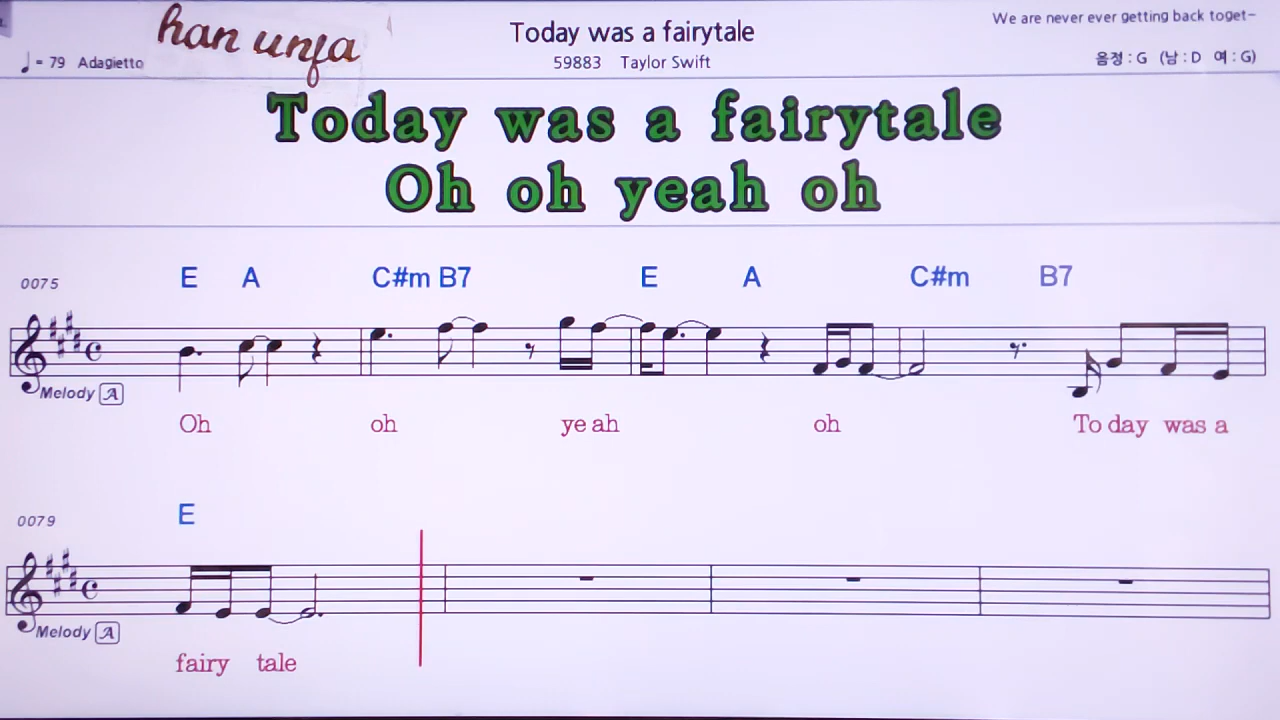 han unfa
Today was a fairytale
We are never ever getting back toget-
♩= 79 Adagietto
59883 Taylor Swift
음정 : G (남 : D 여 : G)
Today was a fairytale
Oh oh yeah oh
0075
E A C#m B7 E A C#m B7
Melody A
Oh oh ye ah oh To day was a
0079
E
Melody A
fairy tale